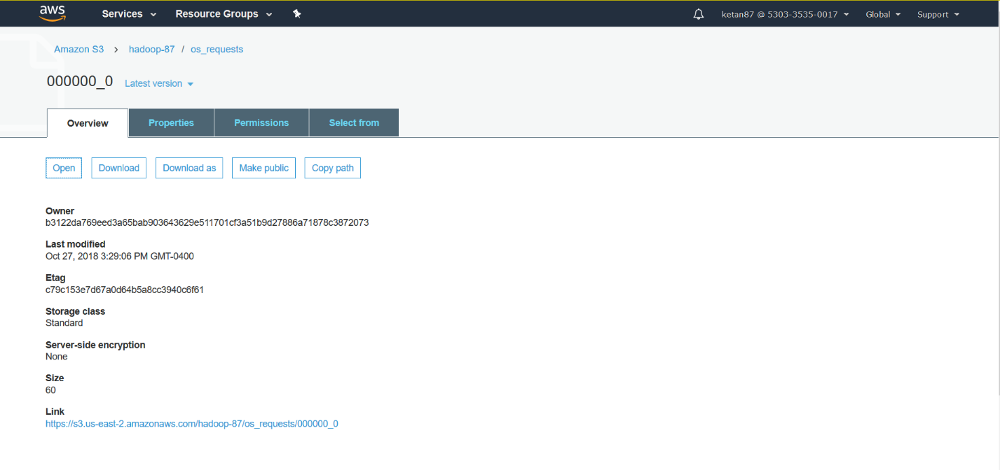 aws Services Resource Groups ketan87 @ 5303-3535-0017 Global Support
Amazon S3 > hadoop-87 / os_requests
000000_0 Latest version
Overview Properties Permissions Select from
Open Download Download as Make public Copy path
Owner
b3122da769eed3a65bab903643629e511701cf3a51b9d27886a71878c3872073
Last modified
Oct 27, 2018 3:29:06 PM GMT-0400
Etag
c79c153e7d67a0d64b5a8cc3940c6f61
Storage class
Standard
Server-side encryption
None
Size
60
Link
https://s3.us-east-2.amazonaws.com/hadoop-87/os_requests/000000_0